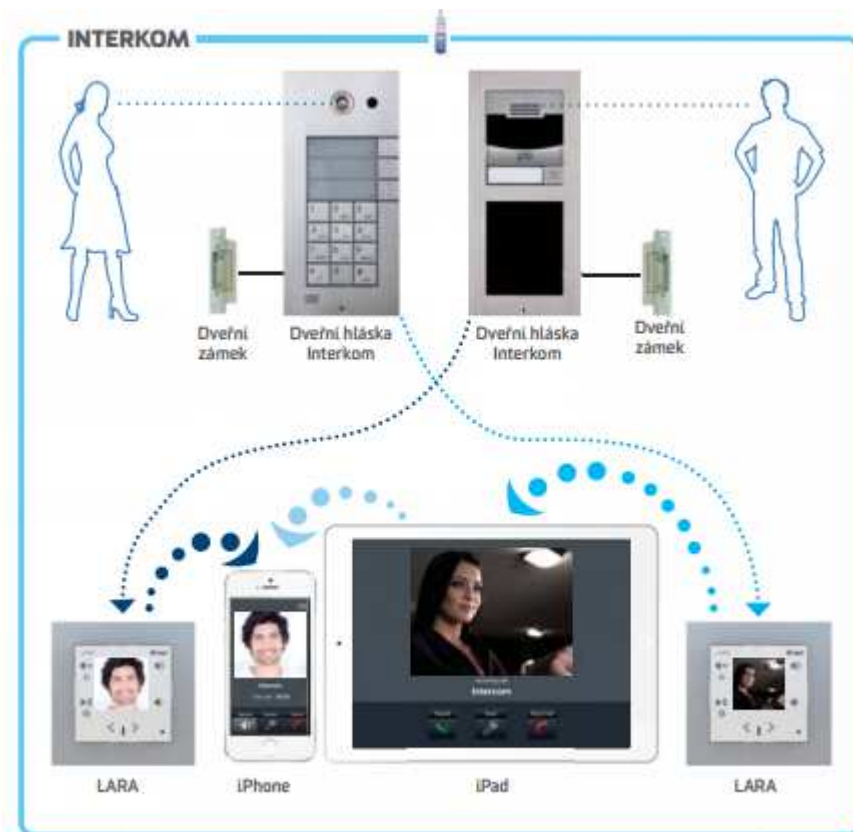 INTERKOM
Dveřní
zámek
Dveřní hláska
Interkom
Dveřní hláska
Interkom
Dveřní
zámek
Intercom
LARA
iPhone
iPad
LARA